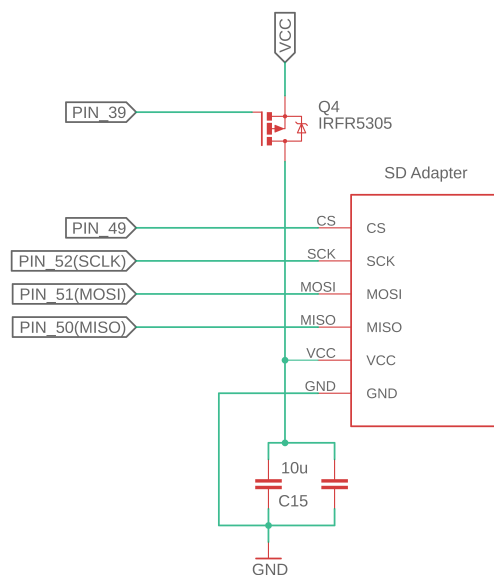 VCC
PIN_39
Q4
IRFR5305
SD Adapter
PIN_49
CS
CS
PIN_52(SCLK)
SCK
SCK
PIN_51(MOSI)
MOSI
MOSI
PIN_50(MISO)
MISO
MISO
VCC
VCC
GND
GND
10u
C15
GND